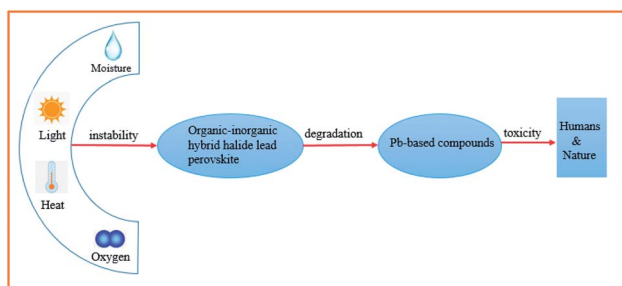 Moisture
Light
Heat
Oxygen
instability
Organic-inorganic
hybrid halide lead
perovskite
degradation
Pb-based compounds
toxicity
Humans
&
Nature